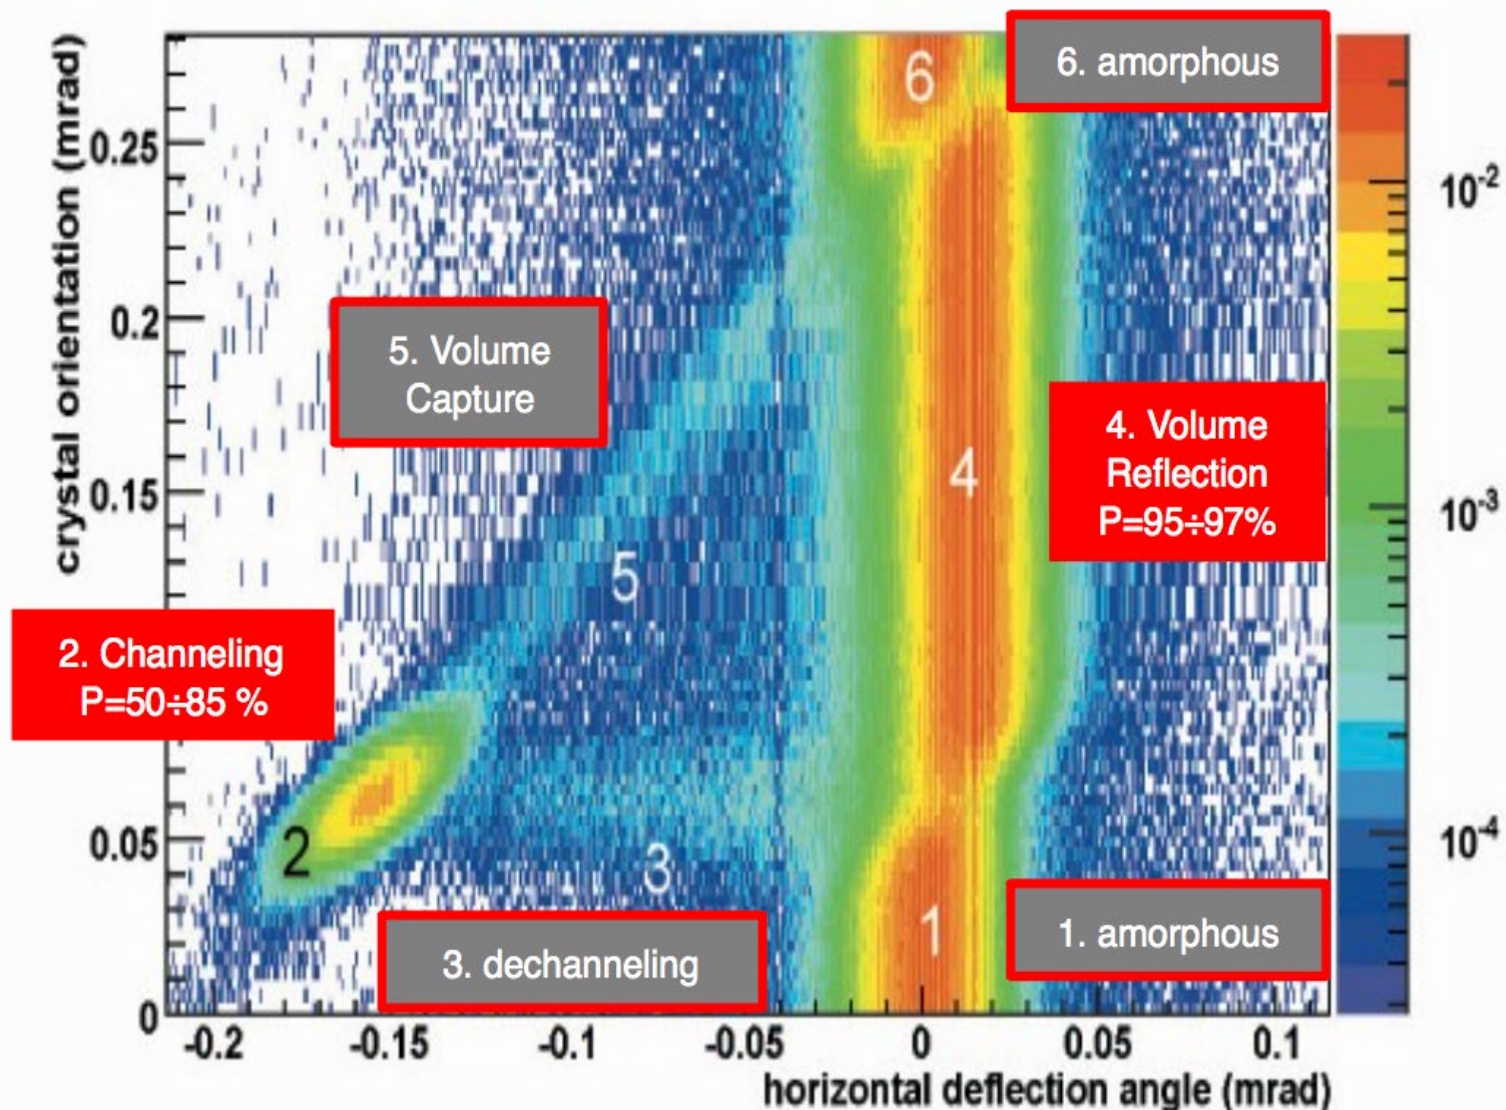 6
6. amorphous
crystal orientation (mrad)
0.25
0.2
0.15
0.05
0
10-2
10-3
10-4
5. Volume
Capture
4. Volume
Reflection
P=95÷97%
4
5
2. Channeling
P=50÷85 %
2
3
1
1. amorphous
3. dechanneling
-0.2
-0.15
-0.1
-0.05
0
0.05
0.1
horizontal deflection angle (mrad)